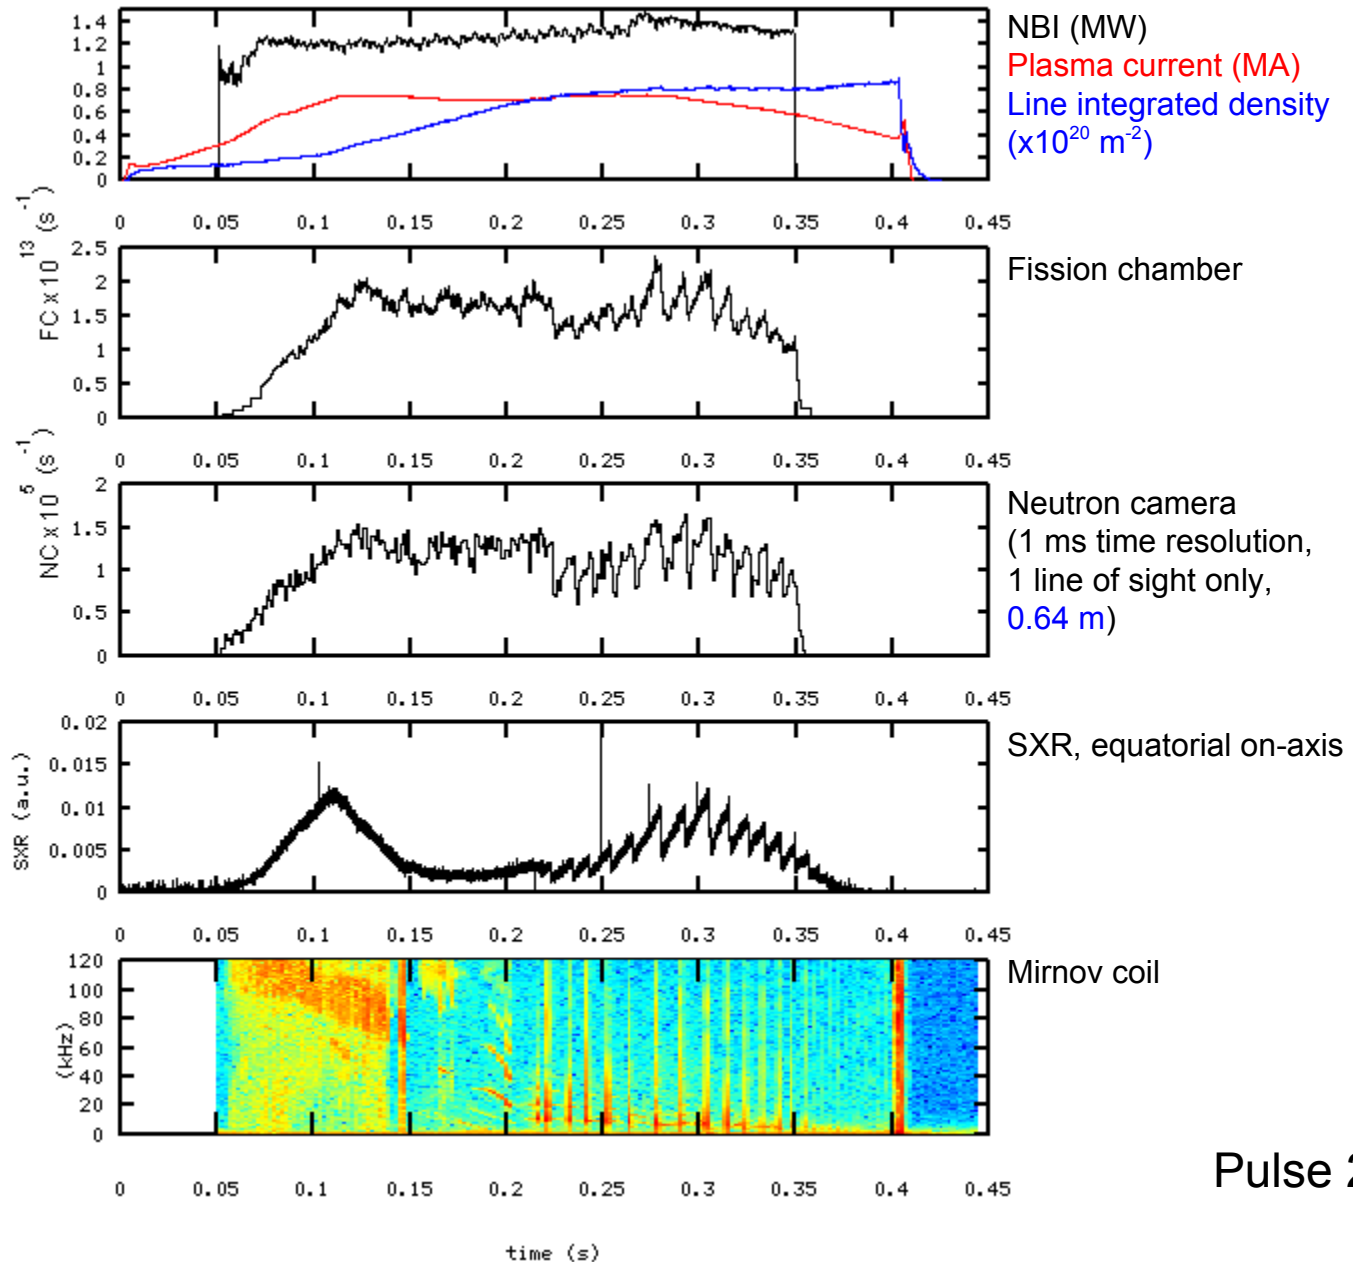 1.4
1.2
1
0.8
0.6
0.4
0.2
0
0 0.05 0.1 0.15 0.2 0.25 0.3 0.35 0.4 0.45
NBI (MW)
Plasma current (MA)
Line integrated density
(x10²⁰ m⁻²)
FC x 10¹³ (s⁻¹)
2.5
2
1.5
1
0.5
0
0 0.05 0.1 0.15 0.2 0.25 0.3 0.35 0.4 0.45
Fission chamber
NC x 10⁵ (s⁻¹)
2
1.5
1
0.5
0
0 0.05 0.1 0.15 0.2 0.25 0.3 0.35 0.4 0.45
Neutron camera
(1 ms time resolution,
1 line of sight only,
0.64 m)
SXR (a.u.)
0.02
0.015
0.01
0.005
0
0 0.05 0.1 0.15 0.2 0.25 0.3 0.35 0.4 0.45
SXR, equatorial on-axis
(kHz)
120
100
80
60
40
20
0
0 0.05 0.1 0.15 0.2 0.25 0.3 0.35 0.4 0.45
Mirnov coil
Pulse 2
time (s)